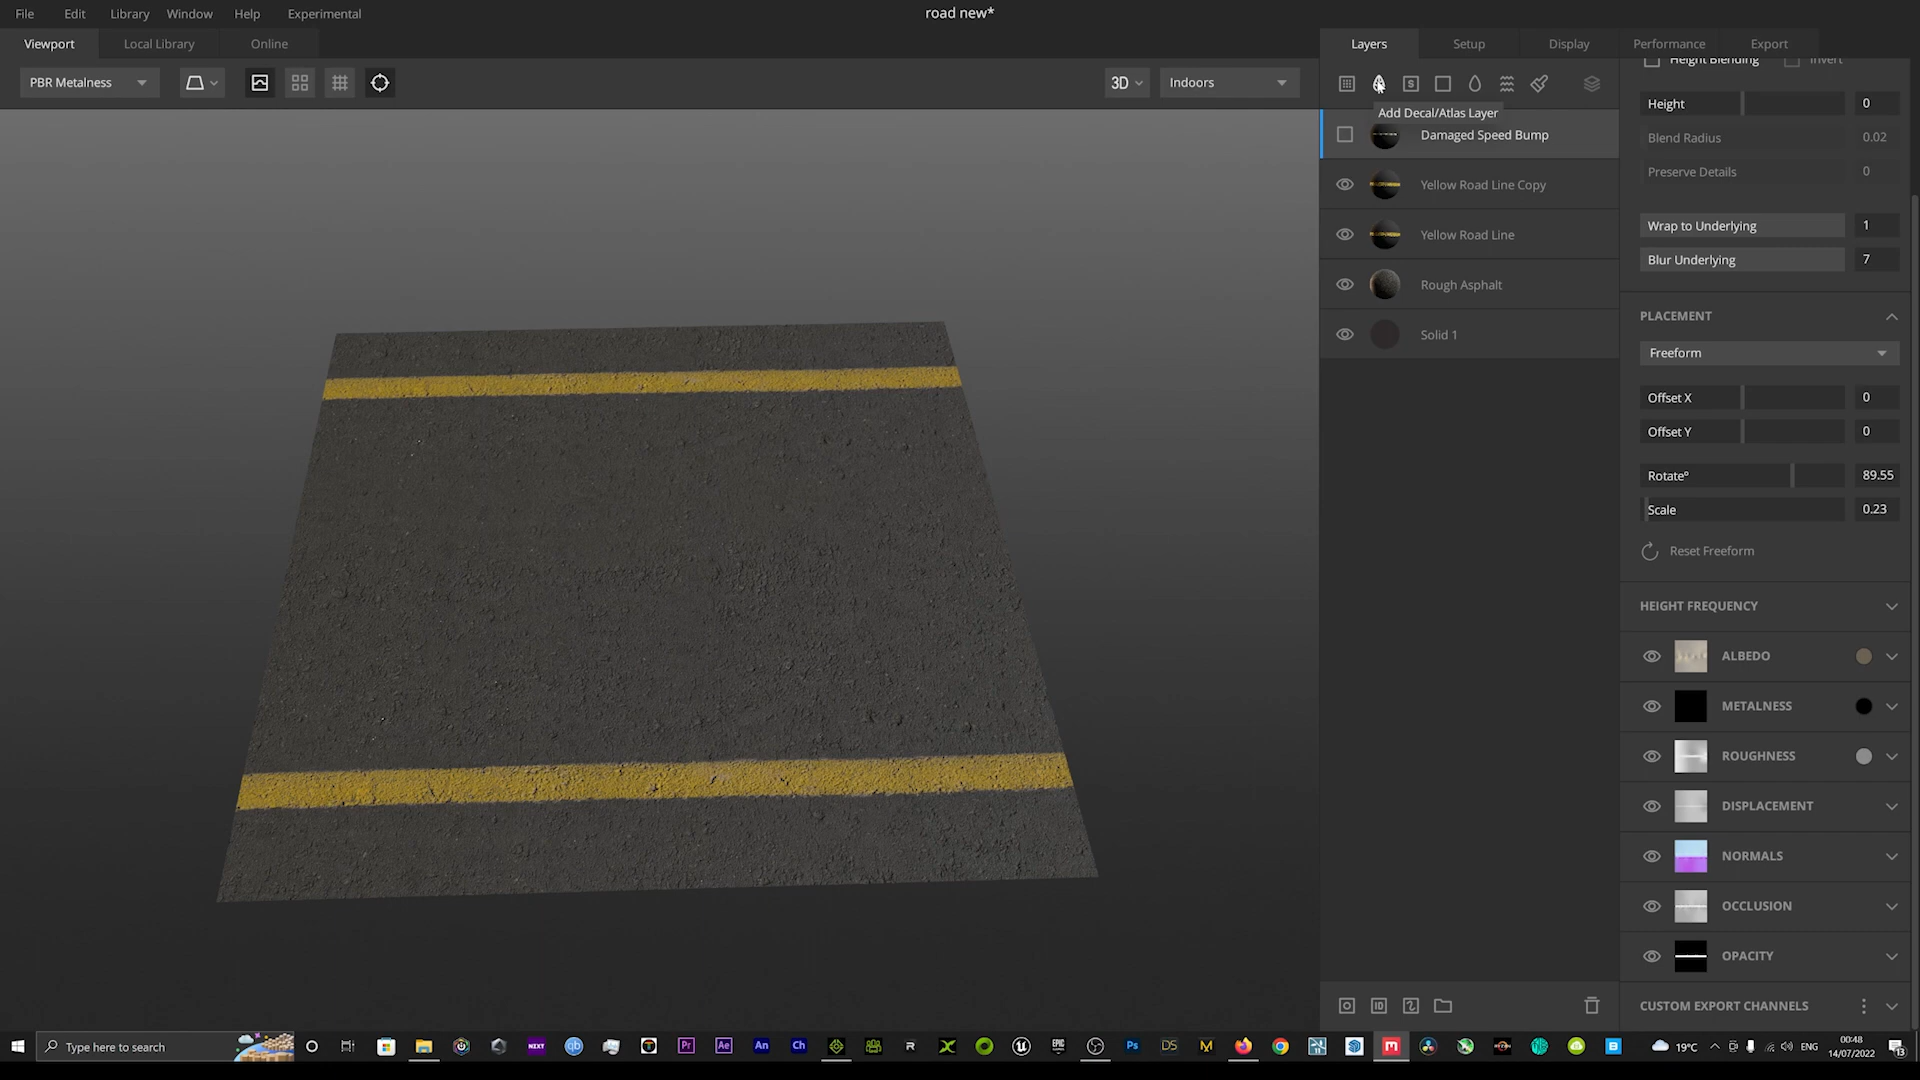 File Edit Library Window Help Experimental
road new*
Viewport Local Library Online
Layers Setup Display Performance Export
PBR Metalness
3D Indoors
Height Blending Invert
Add Decal/Atlas Layer
Damaged Speed Bump
Yellow Road Line Copy
Yellow Road Line
Rough Asphalt
Solid 1
Height 0
Blend Radius 0.02
Preserve Details 0
Wrap to Underlying 1
Blur Underlying 7
PLACEMENT
Freeform
Offset X 0
Offset Y 0
Rotate° 89.55
Scale 0.23
Reset Freeform
HEIGHT FREQUENCY
ALBEDO
METALNESS
ROUGHNESS
DISPLACEMENT
NORMALS
OCCLUSION
OPACITY
CUSTOM EXPORT CHANNELS
Type here to search
19°C ENG
00:48
14/07/2022